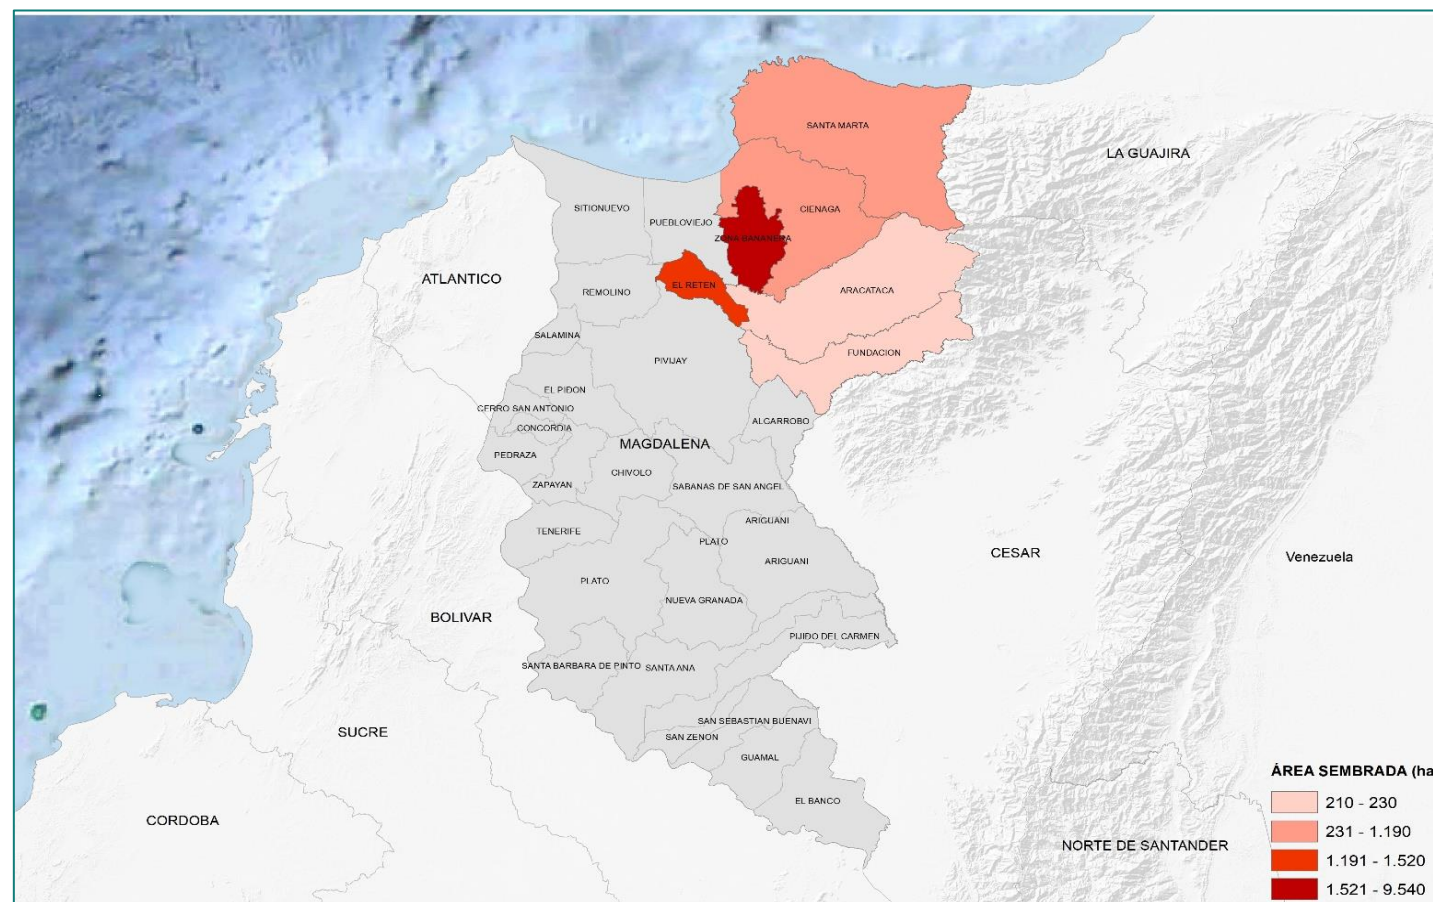 SANTA MARTA
LA GUAJIRA
SITIONUEVO
PUEBLOVIEJO
CIENAGA
ZONA BANANERA
ATLANTICO
EL RETEN
REMOLINO
ARACATACA
SALAMINA
PIVIJAY
FUNDACION
EL PIDON
CERRO SAN ANTONIO
CONCORDIA
ALGARROBO
MAGDALENA
PEDRAZA
CHIVOLO
ZAPAYAN
SABANAS DE SAN ANGEL
ARIGUANI
TENERIFE
PLATO
CESAR
Venezuela
ARIGUANI
PLATO
NUEVA GRANADA
BOLIVAR
PIJIDO DEL CARMEN
SANTA BARBARA DE PINTO
SANTA ANA
SAN SEBASTIAN BUENAVI
SUCRE
SAN ZENON
GUAMAL
EL BANCO
CORDOBA
NORTE DE SANTANDER
ÁREA SEMBRADA (ha
210 - 230
231 - 1.190
1.191 - 1.520
1.521 - 9.540